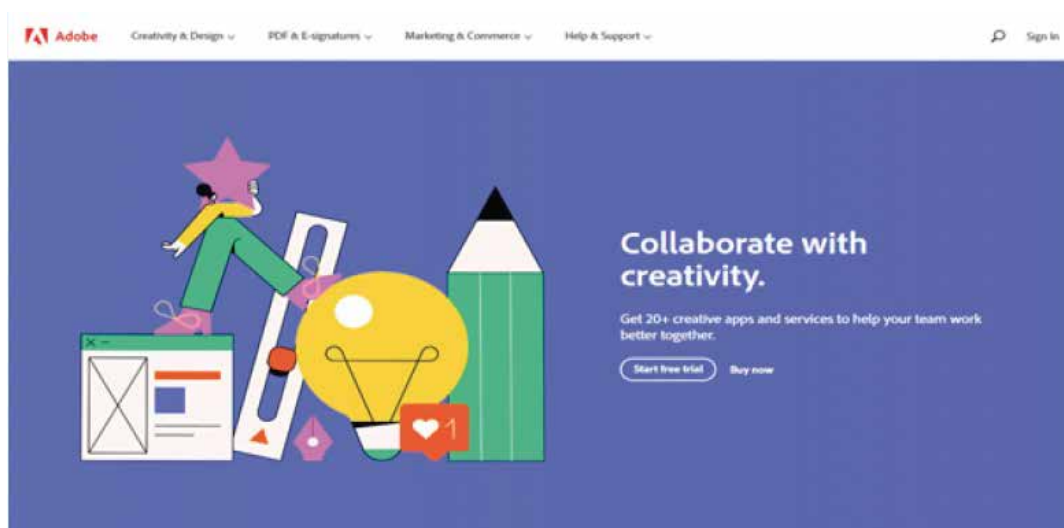 Adobe
Creativity & Design
PDF & E-signatures
Marketing & Commerce
Help & Support
Sign In
Collaborate with
creativity.
Get 20+ creative apps and services to help your team work
better together.
Start free trial
Buy now
1